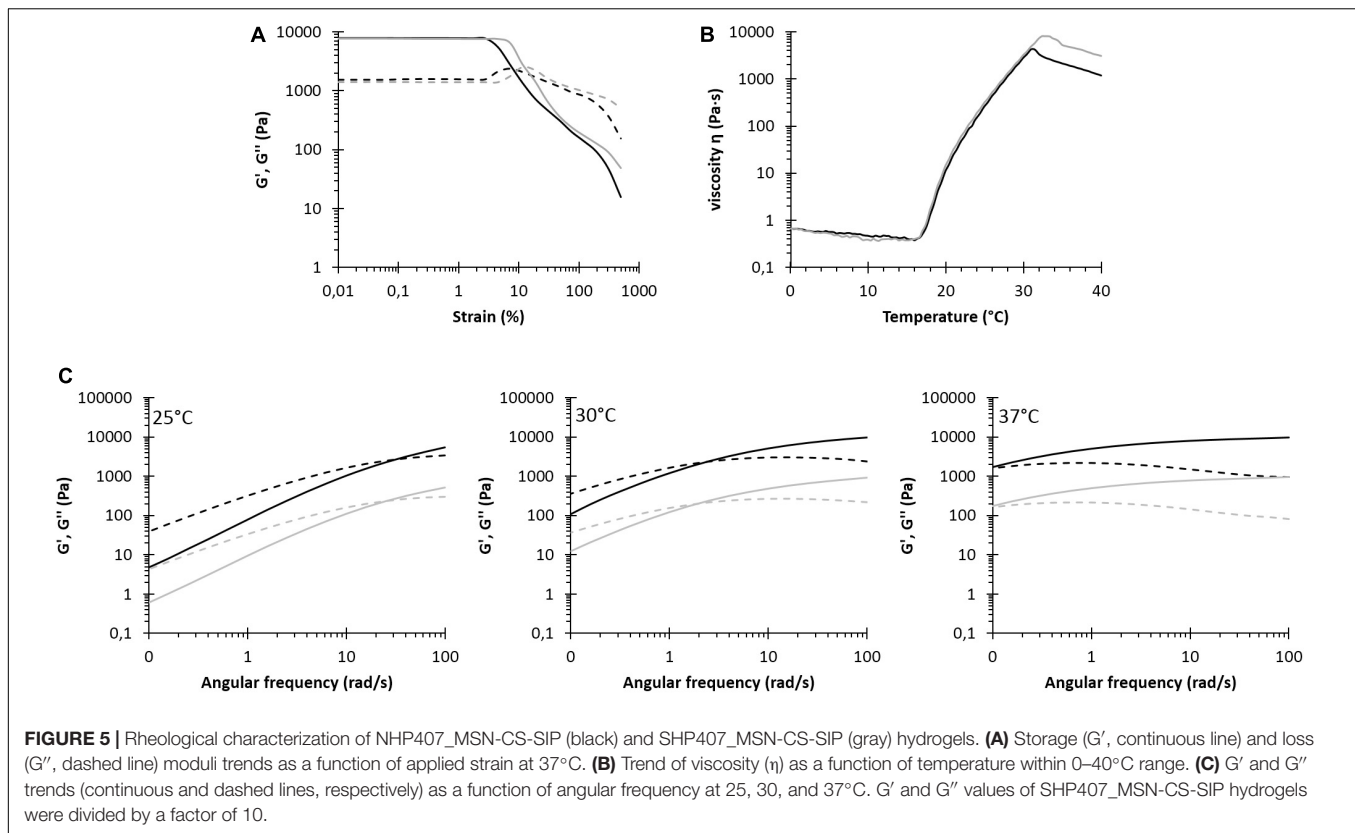 A
10000
1000
100
10
1
G', G'' (Pa)
0,01 0,1 1 10 100 1000
Strain (%)
B
10000
1000
100
10
1
0,1
viscosity η (Pa·s)
0 10 20 30 40
Temperature (°C)
C
100000
10000
1000
100
10
1
0,1
G', G'' (Pa)
25°C
0 1 10 100
Angular frequency (rad/s)
100000
10000
1000
100
10
1
0,1
G', G'' (Pa)
30°C
0 1 10 100
Angular frequency (rad/s)
100000
10000
1000
100
10
1
0,1
G', G'' (Pa)
37°C
0 1 10 100
Angular frequency (rad/s)
FIGURE 5 | Rheological characterization of NHP407_MSN-CS-SIP (black) and SHP407_MSN-CS-SIP (gray) hydrogels. (A) Storage (G′, continuous line) and loss
(G″, dashed line) moduli trends as a function of applied strain at 37°C. (B) Trend of viscosity (η) as a function of temperature within 0–40°C range. (C) G′ and G″
trends (continuous and dashed lines, respectively) as a function of angular frequency at 25, 30, and 37°C. G′ and G″ values of SHP407_MSN-CS-SIP hydrogels
were divided by a factor of 10.